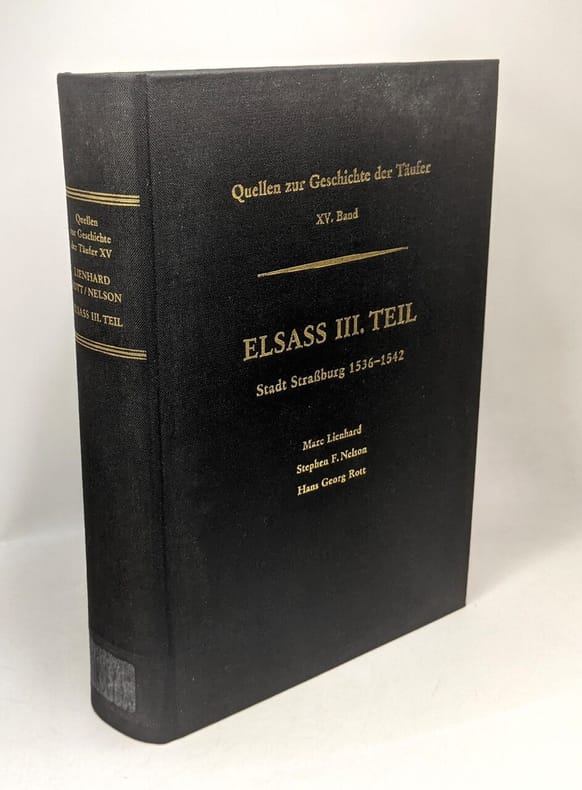 Quellen zur Geschichte der Täufer
XV. Band
ELSASS III. TEIL
Stadt Straßburg 1536–1542
Marc Lienhard
Stephen F. Nelson
Hans Georg Rott
Quellen
zur Geschichte
der Täufer XV
LIENHARD
ROTT/NELSON
ELSASS III. TEIL